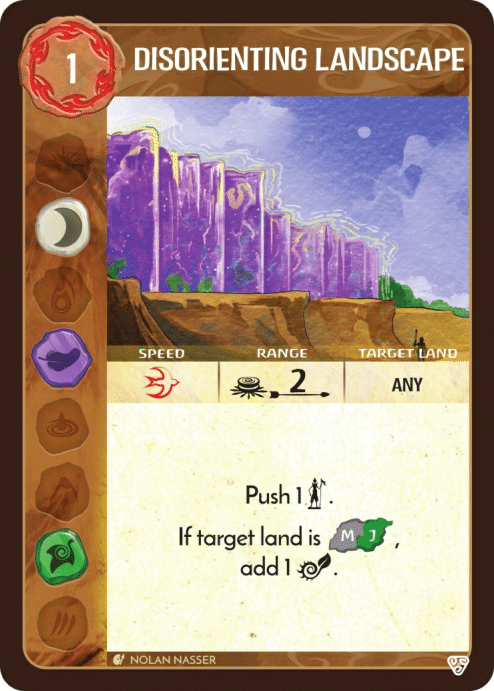 1 DISORIENTING LANDSCAPE
SPEED RANGE TARGET LAND
2 ANY
Push 1 .
If target land is M J ,
add 1 .
NOLAN NASSER